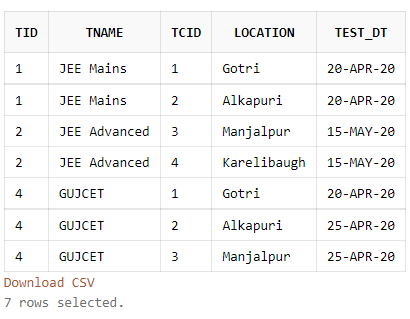 TID TNAME TCID LOCATION TEST_DT
1 JEE Mains 1 Gotri 20-APR-20
1 JEE Mains 2 Alkapuri 20-APR-20
2 JEE Advanced 3 Manjalpur 15-MAY-20
2 JEE Advanced 4 Karelibaugh 15-MAY-20
4 GUJCET 1 Gotri 20-APR-20
4 GUJCET 2 Alkapuri 25-APR-20
4 GUJCET 3 Manjalpur 25-APR-20
Download CSV
7 rows selected.